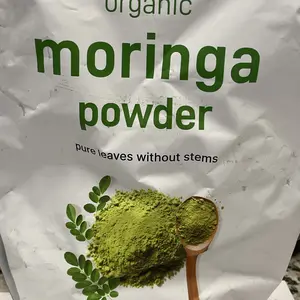 organic
moringa
powder
pure leaves without stems